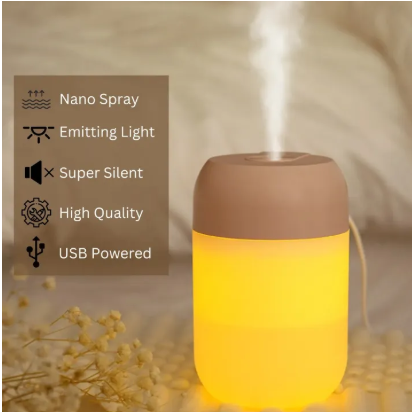 Nano Spray
Emitting Light
Super Silent
High Quality
USB Powered